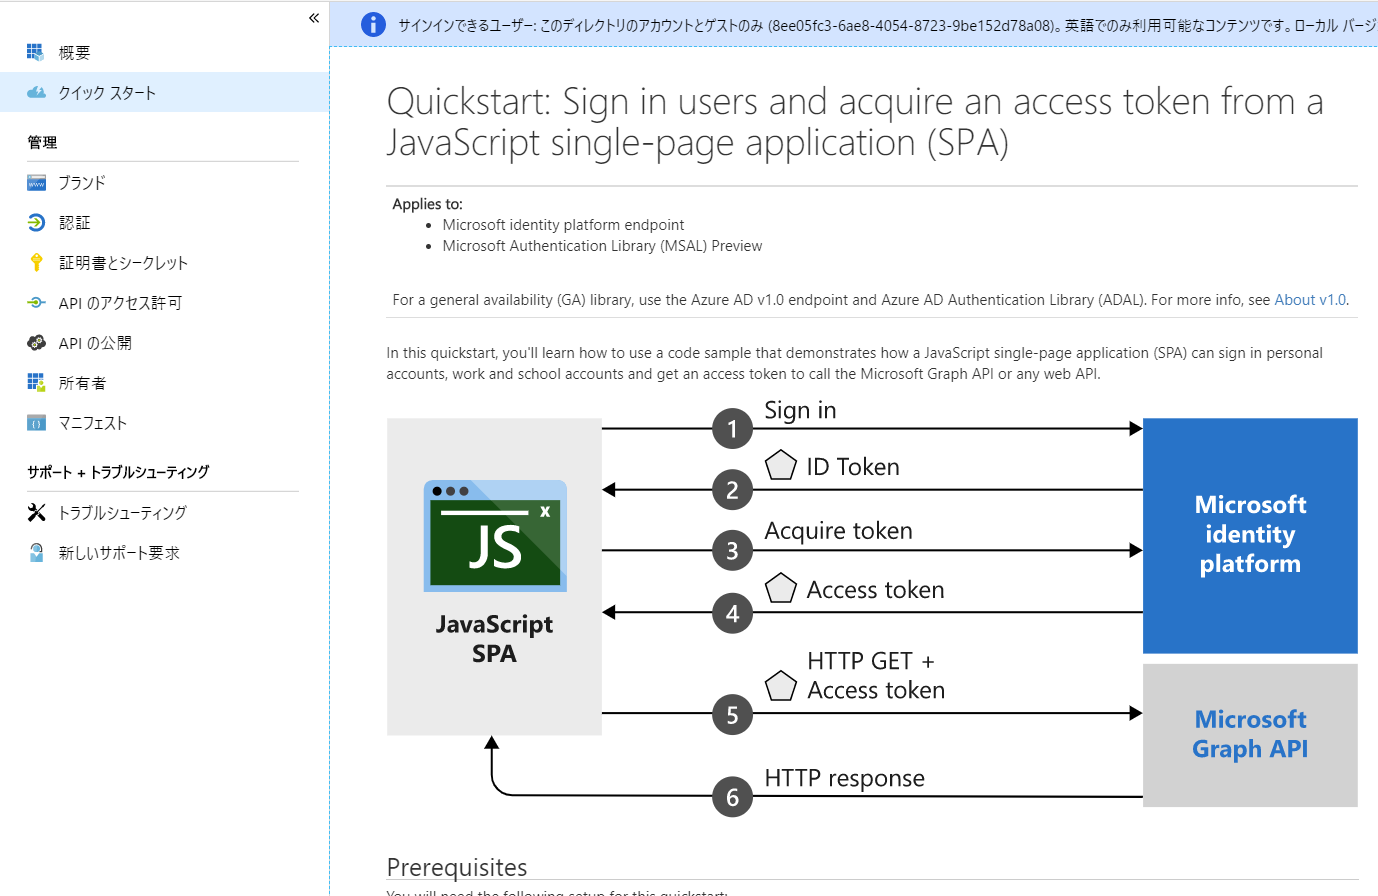 «
概要
クイック スタート
管理
ブランド
認証
証明書とシークレット
API のアクセス許可
API の公開
所有者
マニフェスト
サポート + トラブルシューティング
トラブルシューティング
新しいサポート要求
サインインできるユーザー: このディレクトリのアカウントとゲストのみ (8ee05fc3-6ae8-4054-8723-9be152d78a08)。英語でのみ利用可能なコンテンツです。ローカル バージ
Quickstart: Sign in users and acquire an access token from a
JavaScript single-page application (SPA)
Applies to:
• Microsoft identity platform endpoint
• Microsoft Authentication Library (MSAL) Preview
For a general availability (GA) library, use the Azure AD v1.0 endpoint and Azure AD Authentication Library (ADAL). For more info, see About v1.0.
In this quickstart, you'll learn how to use a code sample that demonstrates how a JavaScript single-page application (SPA) can sign in personal
accounts, work and school accounts and get an access token to call the Microsoft Graph API or any web API.
JS
x
JavaScript
SPA
1
Sign in
2
ID Token
3
Acquire token
4
Access token
5
HTTP GET +
Access token
6
HTTP response
Microsoft
identity
platform
Microsoft
Graph API
Prerequisites
You will need the following setup for this quickstart: